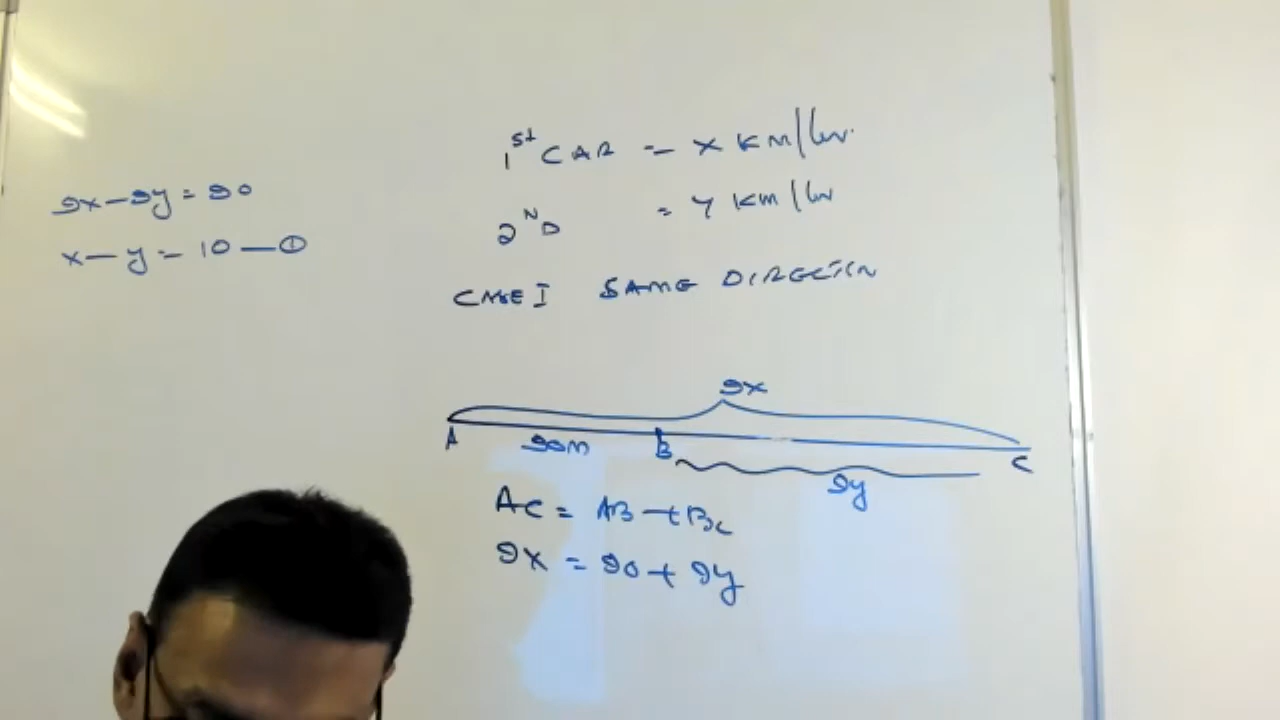 9x-9y=90
x-y=10-①
1st CAR = x KM/hr.
2ND = y KM/hr
CASE I SAME DIRECTION
9x
A 90M B C
9y
AC = AB+BC
9x = 90+9y